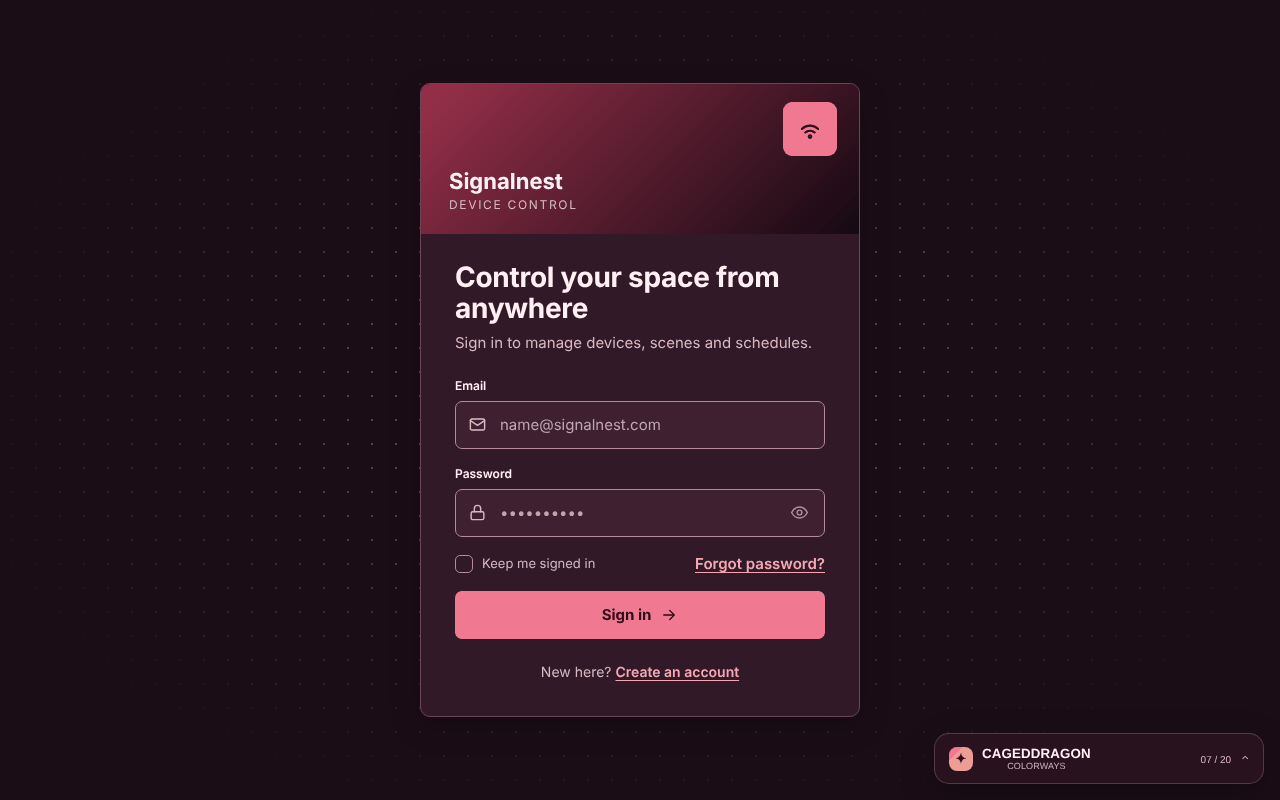 Signalnest
DEVICE CONTROL
Control your space from
anywhere
Sign in to manage devices, scenes and schedules.
Email
name@signalnest.com
Password
••••••••••
Keep me signed in
Forgot password?
Sign in →
New here? Create an account
CAGEDDRAGON
COLORWAYS
07 / 20